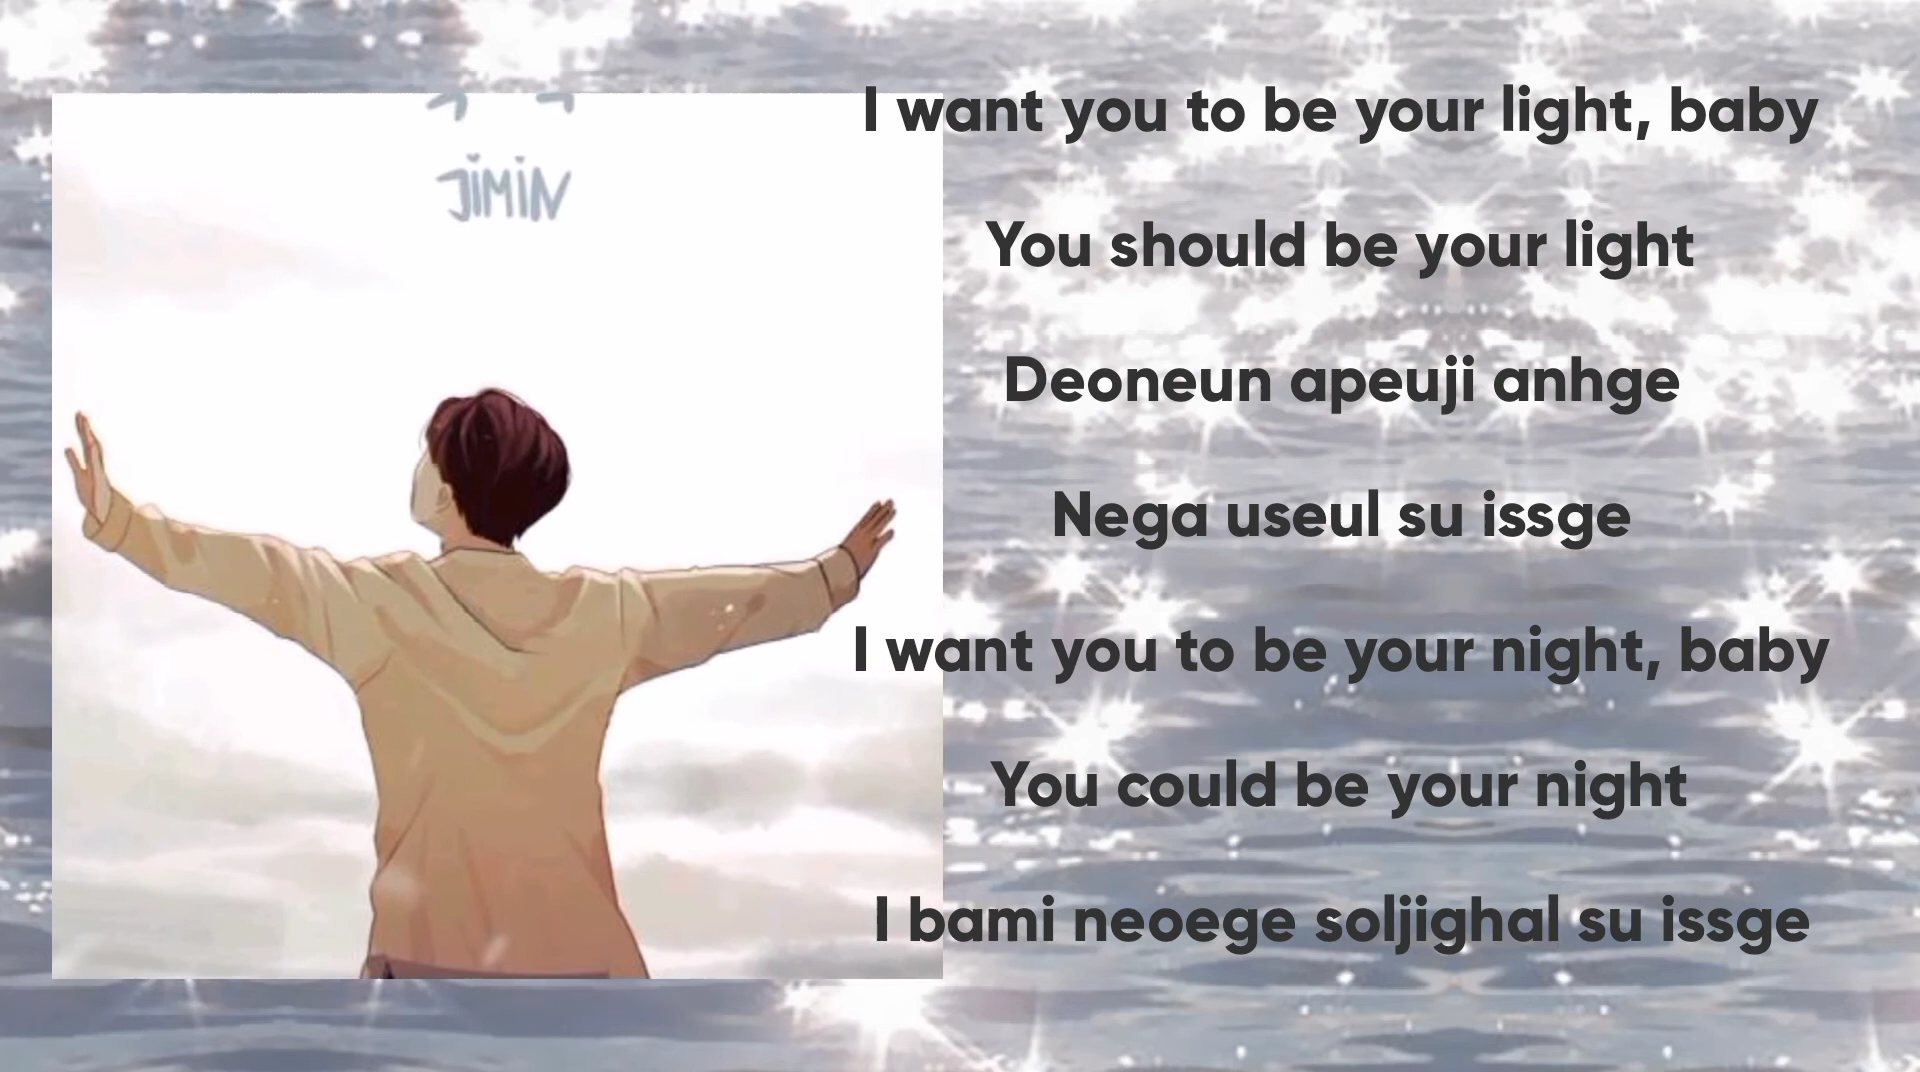 JIMIN
I want you to be your light, baby
You should be your light
Deoneun apeuji anhge
Nega useul su issge
I want you to be your night, baby
You could be your night
I bami neoege soljighal su issge